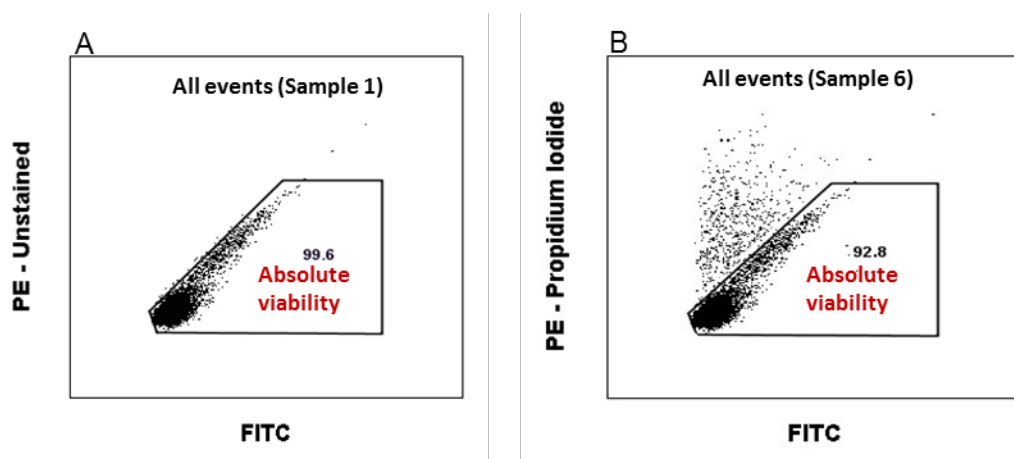 A
All events (Sample 1)
PE - Unstained
99.6
Absolute
viability
FITC
B
All events (Sample 6)
PE - Propidium Iodide
92.8
Absolute
viability
FITC